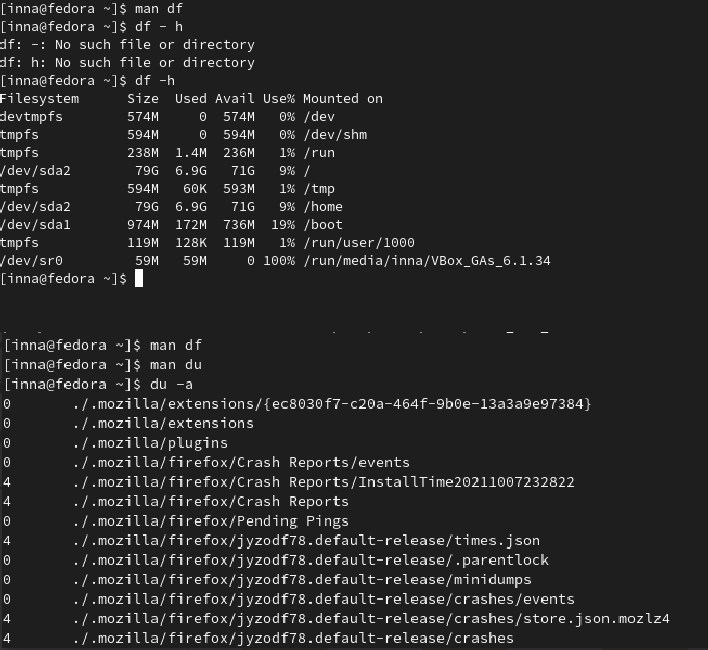 [inna@fedora ~]$ man df
[inna@fedora ~]$ df - h
df: -: No such file or directory
df: h: No such file or directory
[inna@fedora ~]$ df -h
Filesystem      Size  Used Avail Use% Mounted on
devtmpfs        574M     0  574M   0% /dev
tmpfs           594M     0  594M   0% /dev/shm
tmpfs           238M  1.4M  236M   1% /run
/dev/sda2        79G  6.9G   71G   9% /
tmpfs           594M   60K  593M   1% /tmp
/dev/sda2        79G  6.9G   71G   9% /home
/dev/sda1       974M  172M  736M  19% /boot
tmpfs           119M  128K  119M   1% /run/user/1000
/dev/sr0         59M   59M     0 100% /run/media/inna/VBox_GAs_6.1.34
[inna@fedora ~]$
[inna@fedora ~]$ man df
[inna@fedora ~]$ man du
[inna@fedora ~]$ du -a
0       ./.mozilla/extensions/{ec8030f7-c20a-464f-9b0e-13a3a9e97384}
0       ./.mozilla/extensions
0       ./.mozilla/plugins
0       ./.mozilla/firefox/Crash Reports/events
4       ./.mozilla/firefox/Crash Reports/InstallTime20211007232822
4       ./.mozilla/firefox/Crash Reports
0       ./.mozilla/firefox/Pending Pings
4       ./.mozilla/firefox/jyzodf78.default-release/times.json
0       ./.mozilla/firefox/jyzodf78.default-release/.parentlock
0       ./.mozilla/firefox/jyzodf78.default-release/minidumps
0       ./.mozilla/firefox/jyzodf78.default-release/crashes/events
4       ./.mozilla/firefox/jyzodf78.default-release/crashes/store.json.mozlz4
4       ./.mozilla/firefox/jyzodf78.default-release/crashes